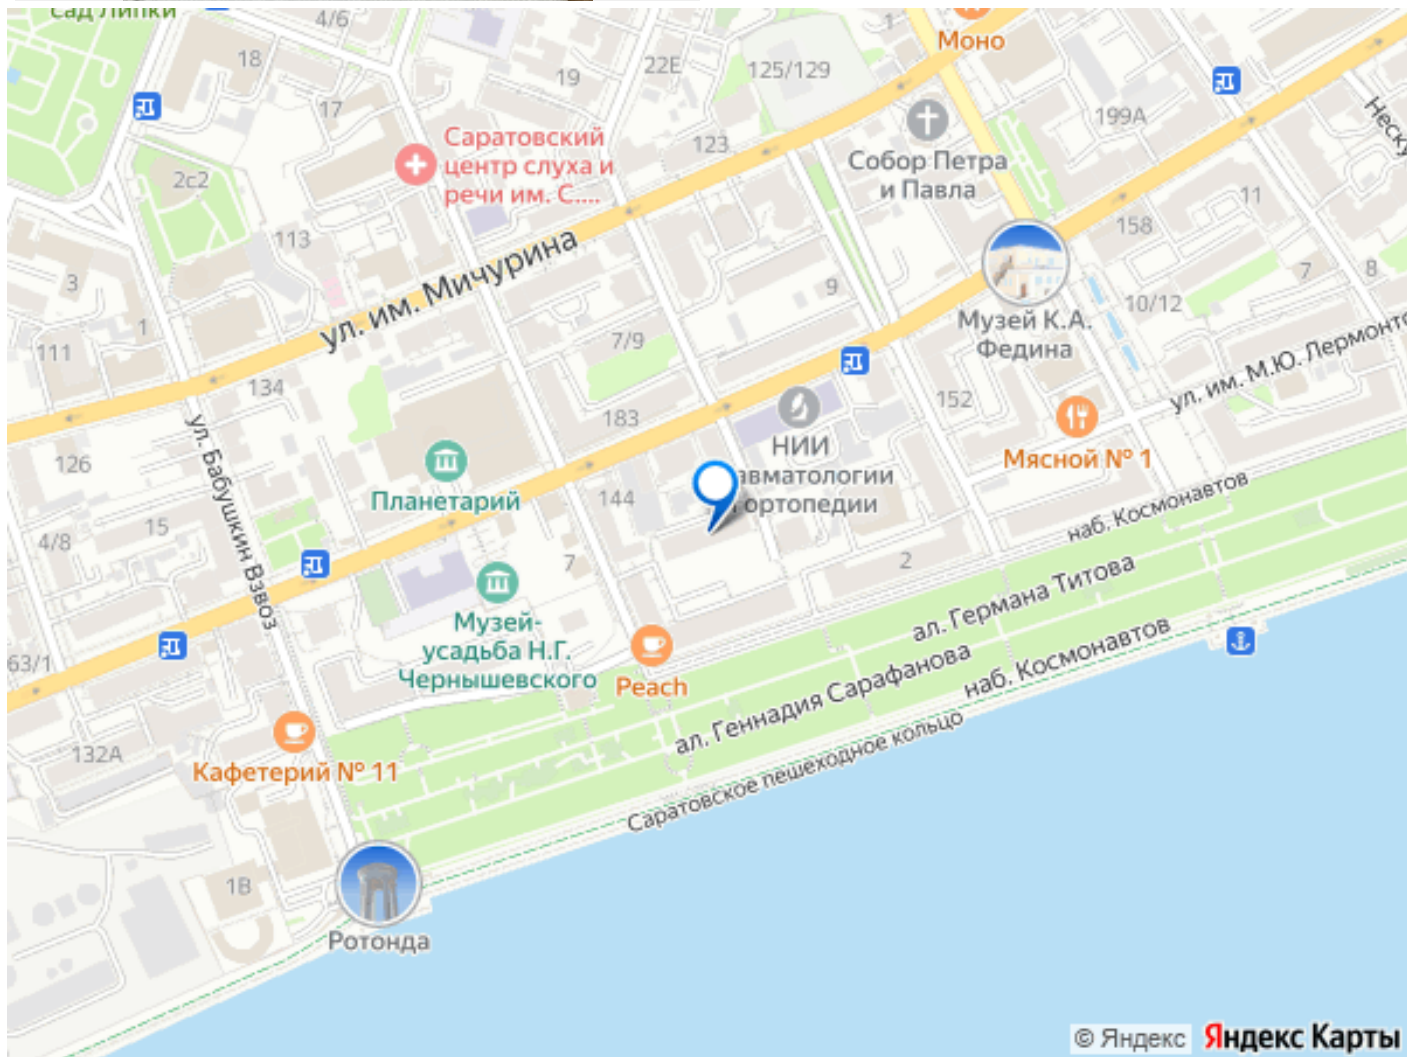 Сад Липки
4/6
1
Моно
18
19
22Е
125/129
17
199А
Саратовский
центр слуха и
речи им. С....
123
Собор Петра
и Павла
2с2
11
158
113
ул. им. Мичурина
3
9
7
8
10/12
1
Музей К.А.
Федина
111
7/9
ул. им. М.Ю. Лермонто
134
152
183
НИИ
126
Мясной № 1
авматологии
ортопедии
Планетарий
144
наб. Космонавтов
ул. Бабушкин Взвоз
15
4/8
7
2
ал. Германа Титова
Музей-
усадьба Н.Г.
Чернышевского
63/1
Peach
ал. Геннадия Сарафанова
наб. Космонавтов
132А
Кафетерий № 11
Саратовское пешеходное кольцо
1В
Ротонда
© Яндекс
Яндекс Карты